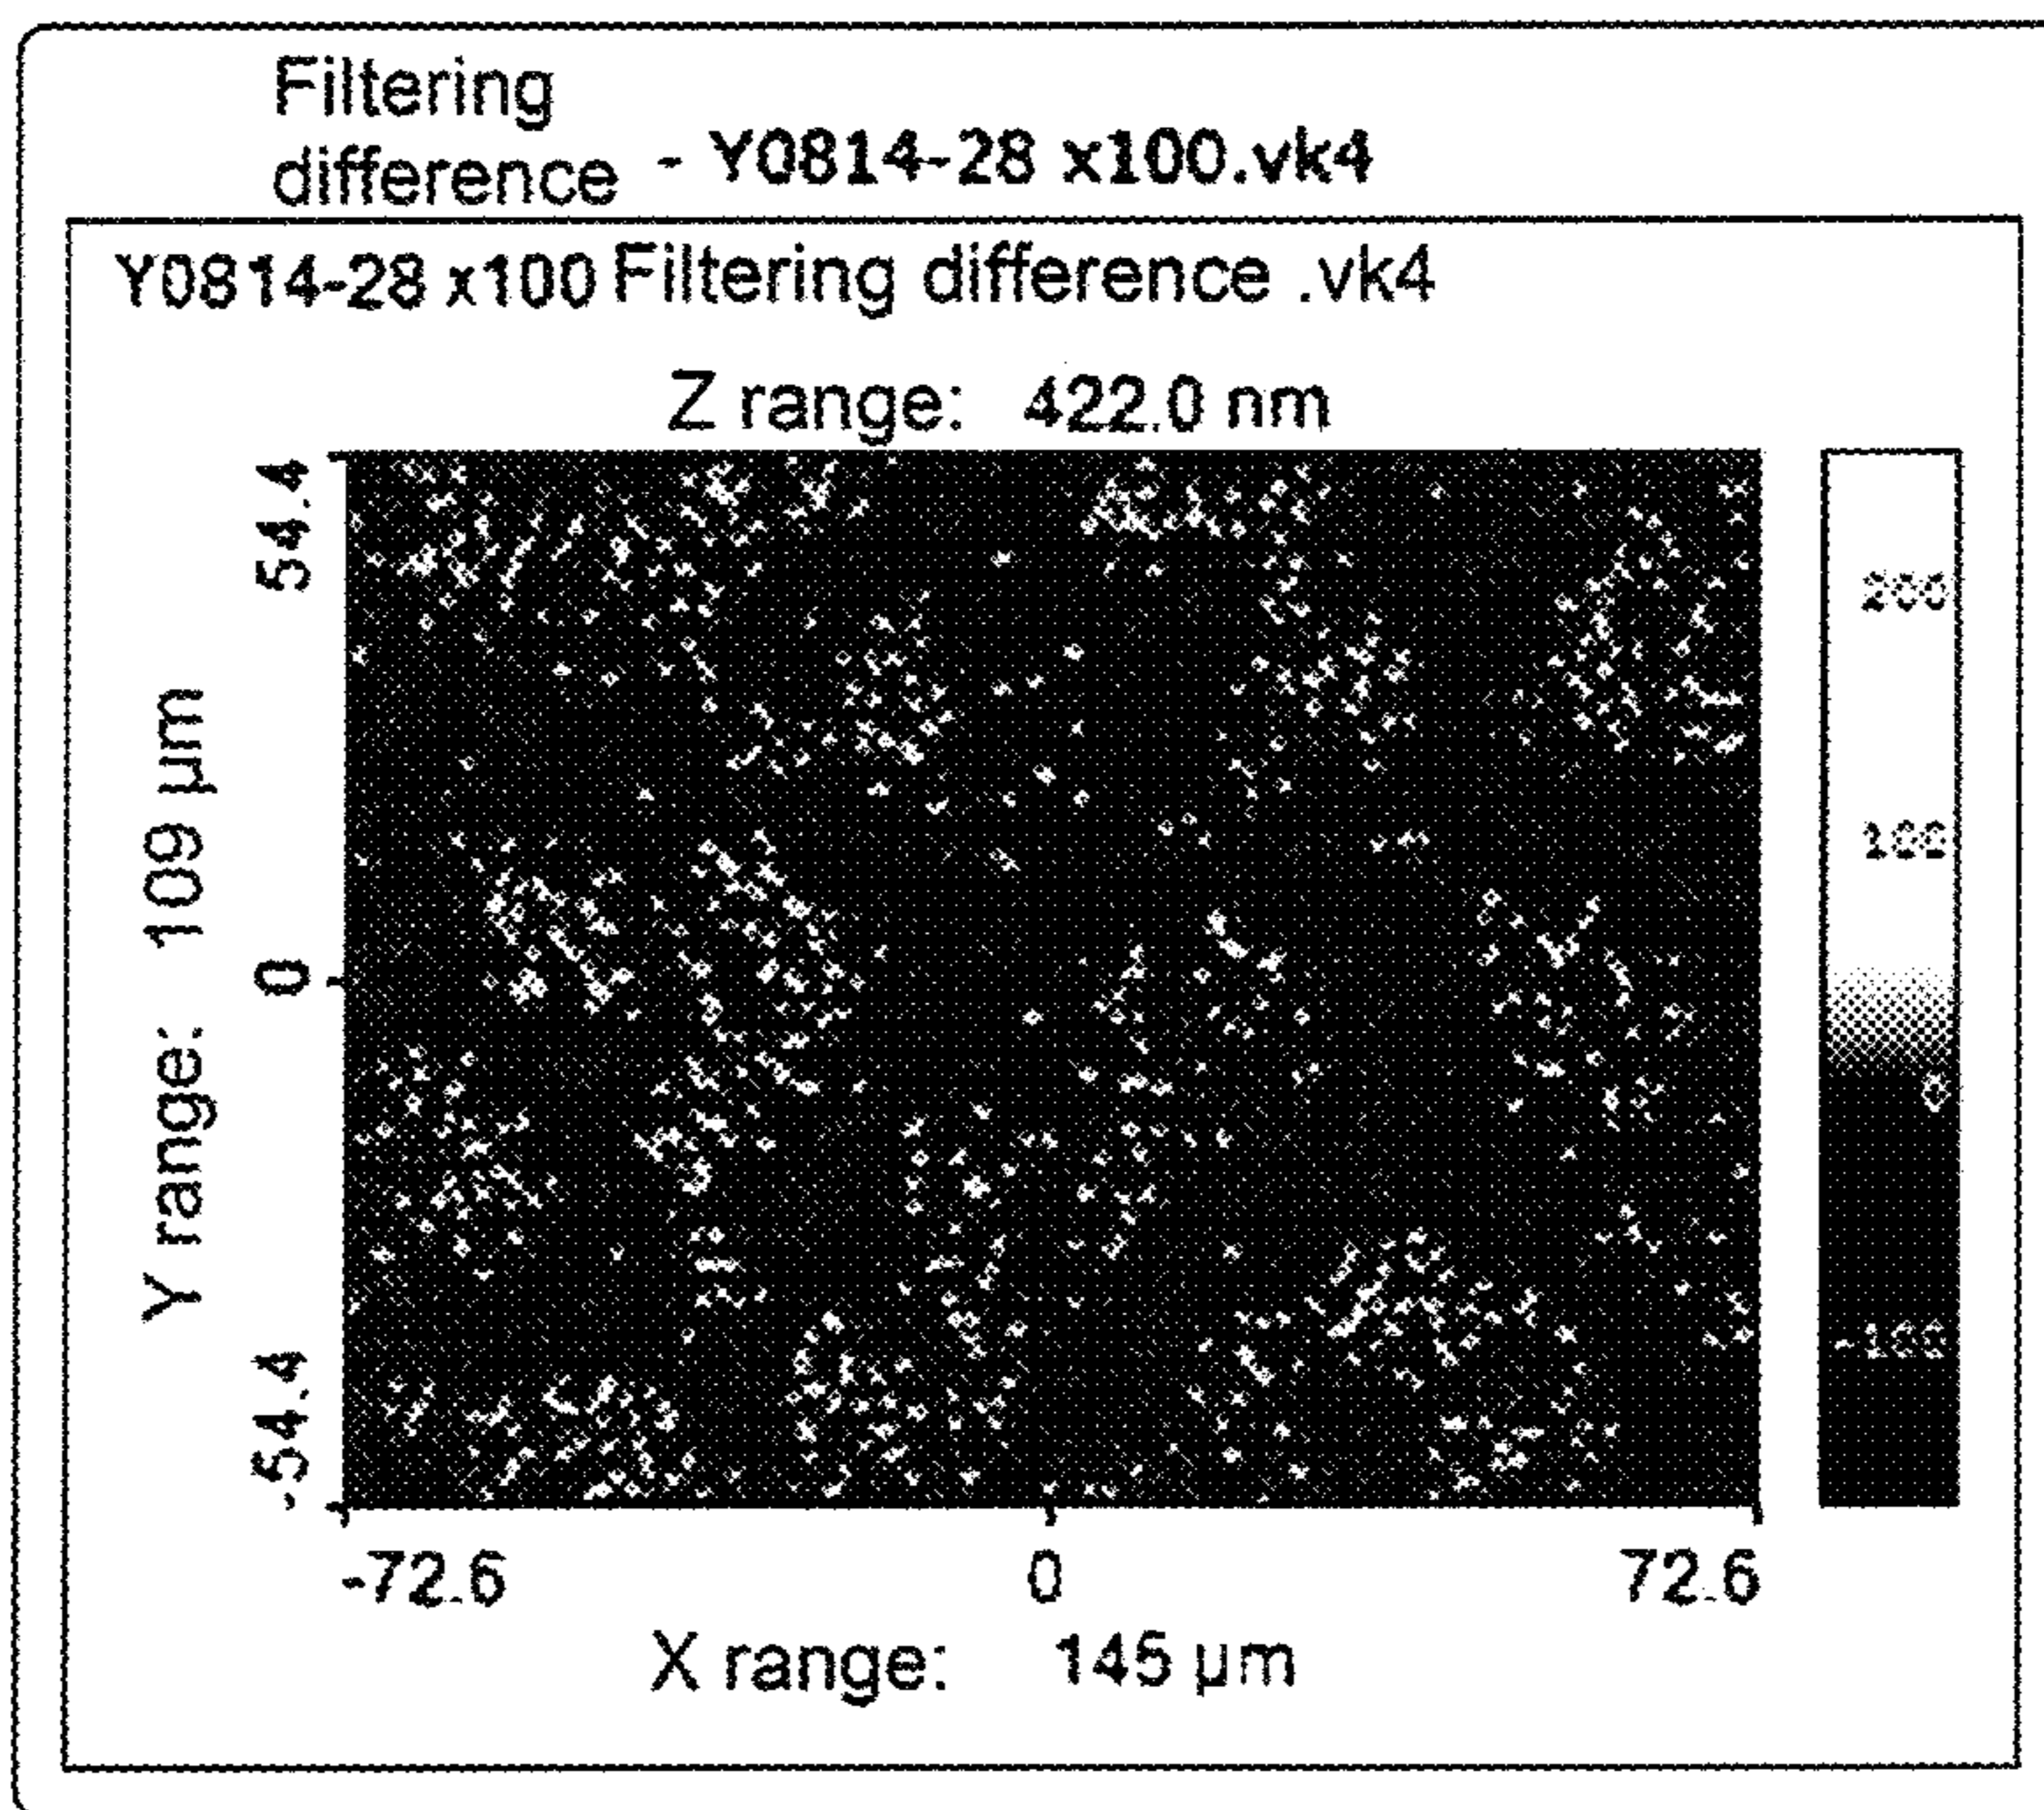 Filtering
difference - Y0814-28 x100.vk4
Y0814-28 x100 Filtering difference .vk4
Z range: 422.0 nm
54.4
0
-54.4
Y range: 109 µm
200
100
0
-100
-72.6
0
72.6
X range: 145 µm